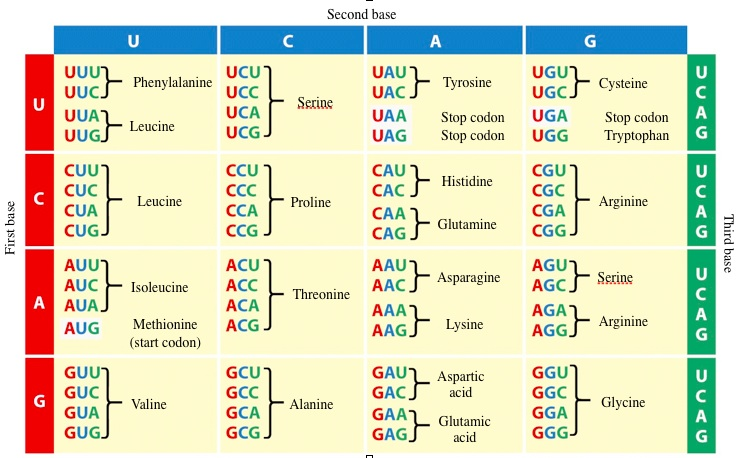 Second base
U C A G
UUU UCU UAU UGU U
UUC Phenylalanine UCC UAC Tyrosine UGC Cysteine C
UUA UCA Serine UAA Stop codon UGA Stop codon A
UUG Leucine UCG UAG Stop codon UGG Tryptophan G
U
CUU CCU CAU CGU U
CUC CCC CAC Histidine CGC C
CUA Leucine CCA Proline CAA CGA Arginine A
CUG CCG CAG Glutamine CGG G
C
AUU ACU AAU AGU U
AUC Isoleucine ACC AAC Asparagine AGC Serine C
AUA ACA Threonine AAA AGA A
AUG Methionine ACG AAG Lysine AGG Arginine G
(start codon)
A
GUU GCU GAU Aspartic GGU U
GUC GCC GAC acid GGC C
GUA Valine GCA Alanine GAA Glutamic GGA Glycine A
GUG GCG GAG acid GGG G
G
First base
Third base